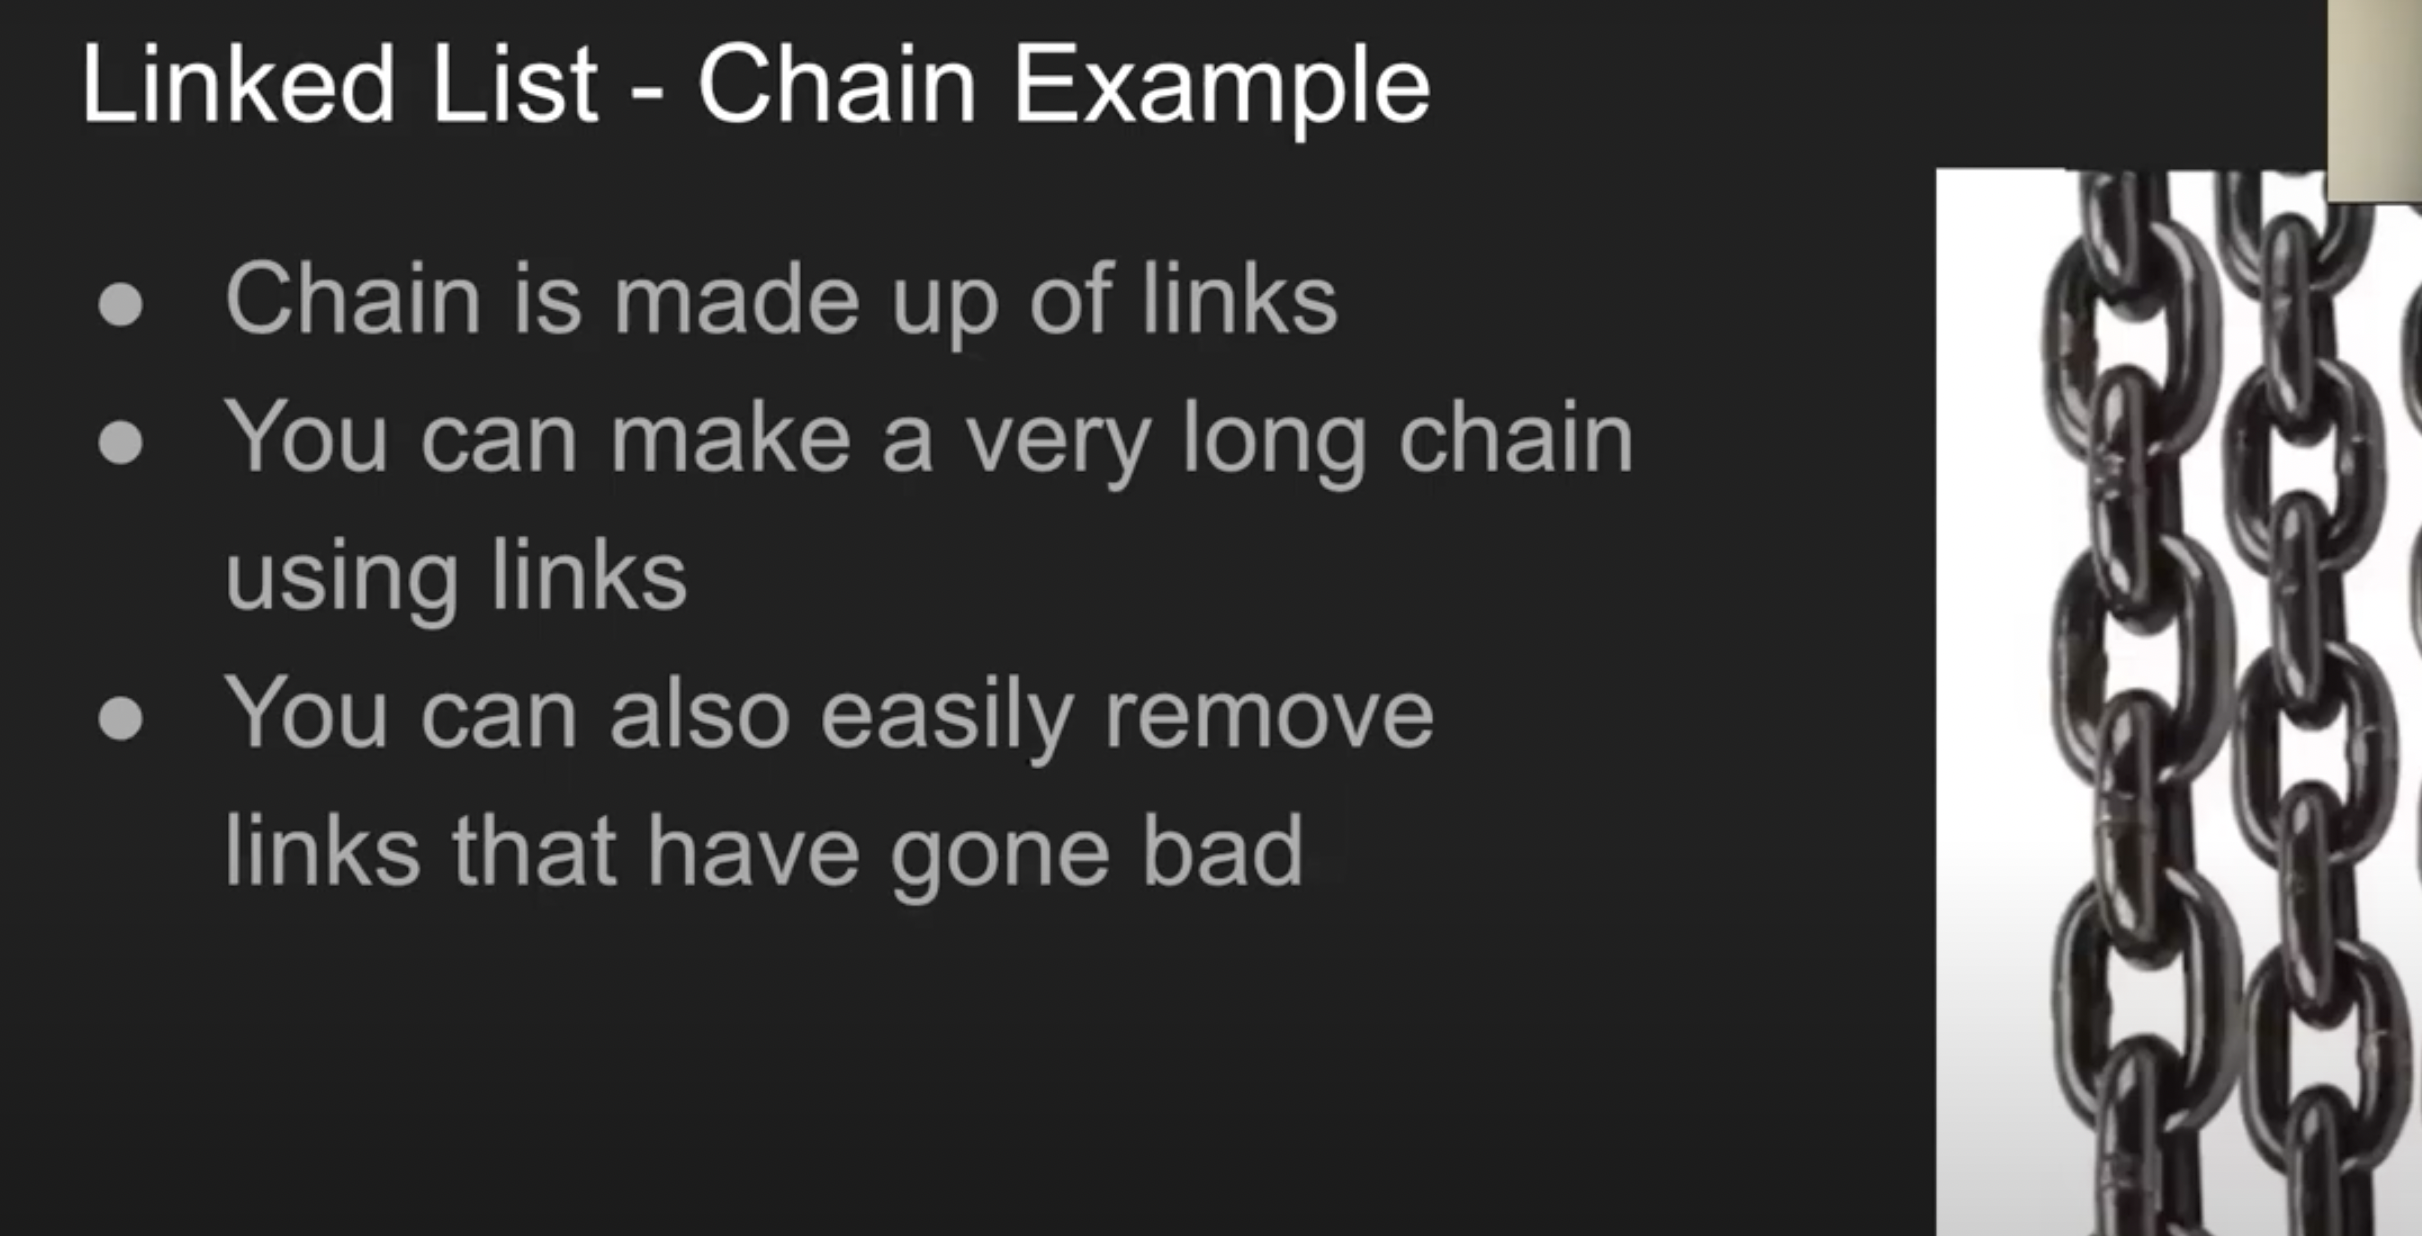 Linked List - Chain Example
● Chain is made up of links
● You can make a very long chain
using links
● You can also easily remove
links that have gone bad